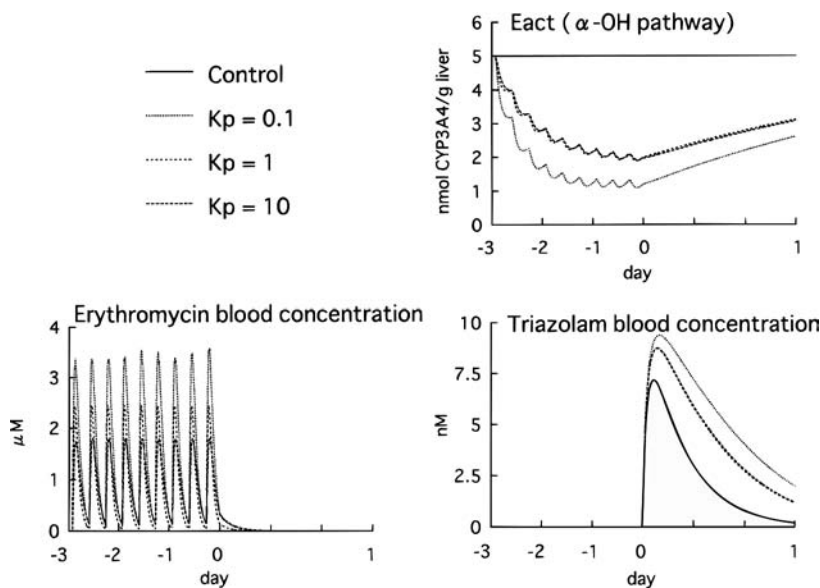 Control
Kp = 0.1
Kp = 1
Kp = 10
Eact ( α-OH pathway)
nmol CYP3A4/g liver
6
5
4
3
2
1
0
-3
-2
-1
0
1
day
Erythromycin blood concentration
μM
4
3
2
1
0
-3
-2
-1
0
1
day
Triazolam blood concentration
nM
10
7.5
5
2.5
0
-3
-2
-1
0
1
day